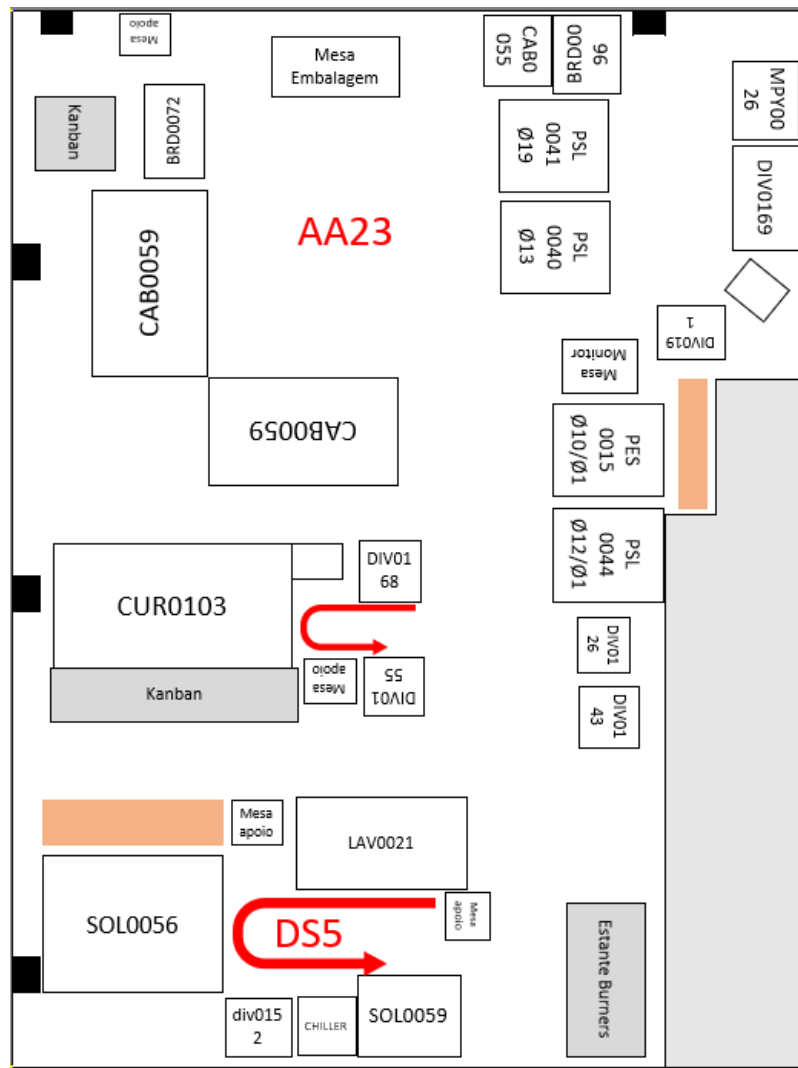 Mesa
apoio
Mesa
Embalagem
CAB0
055
BRD00
96
MPY00
26
Kanban
BRD0072
PSL
0041
Ø19
DIV0169
CAB0059
AA23
PSL
0040
Ø13
DIV019
1
Mesa
Monitor
CAB0059
PES
0015
Ø10/Ø1
PSL
0044
Ø12/Ø1
CUR0103
DIV01
68
DIV01
26
Kanban
Mesa
apoio
DIV01
55
DIV01
43
Mesa
apoio
LAV0021
SOL0056
DS5
Mesa
apoio
Estante Burners
div015
2
CHILLER
SOL0059